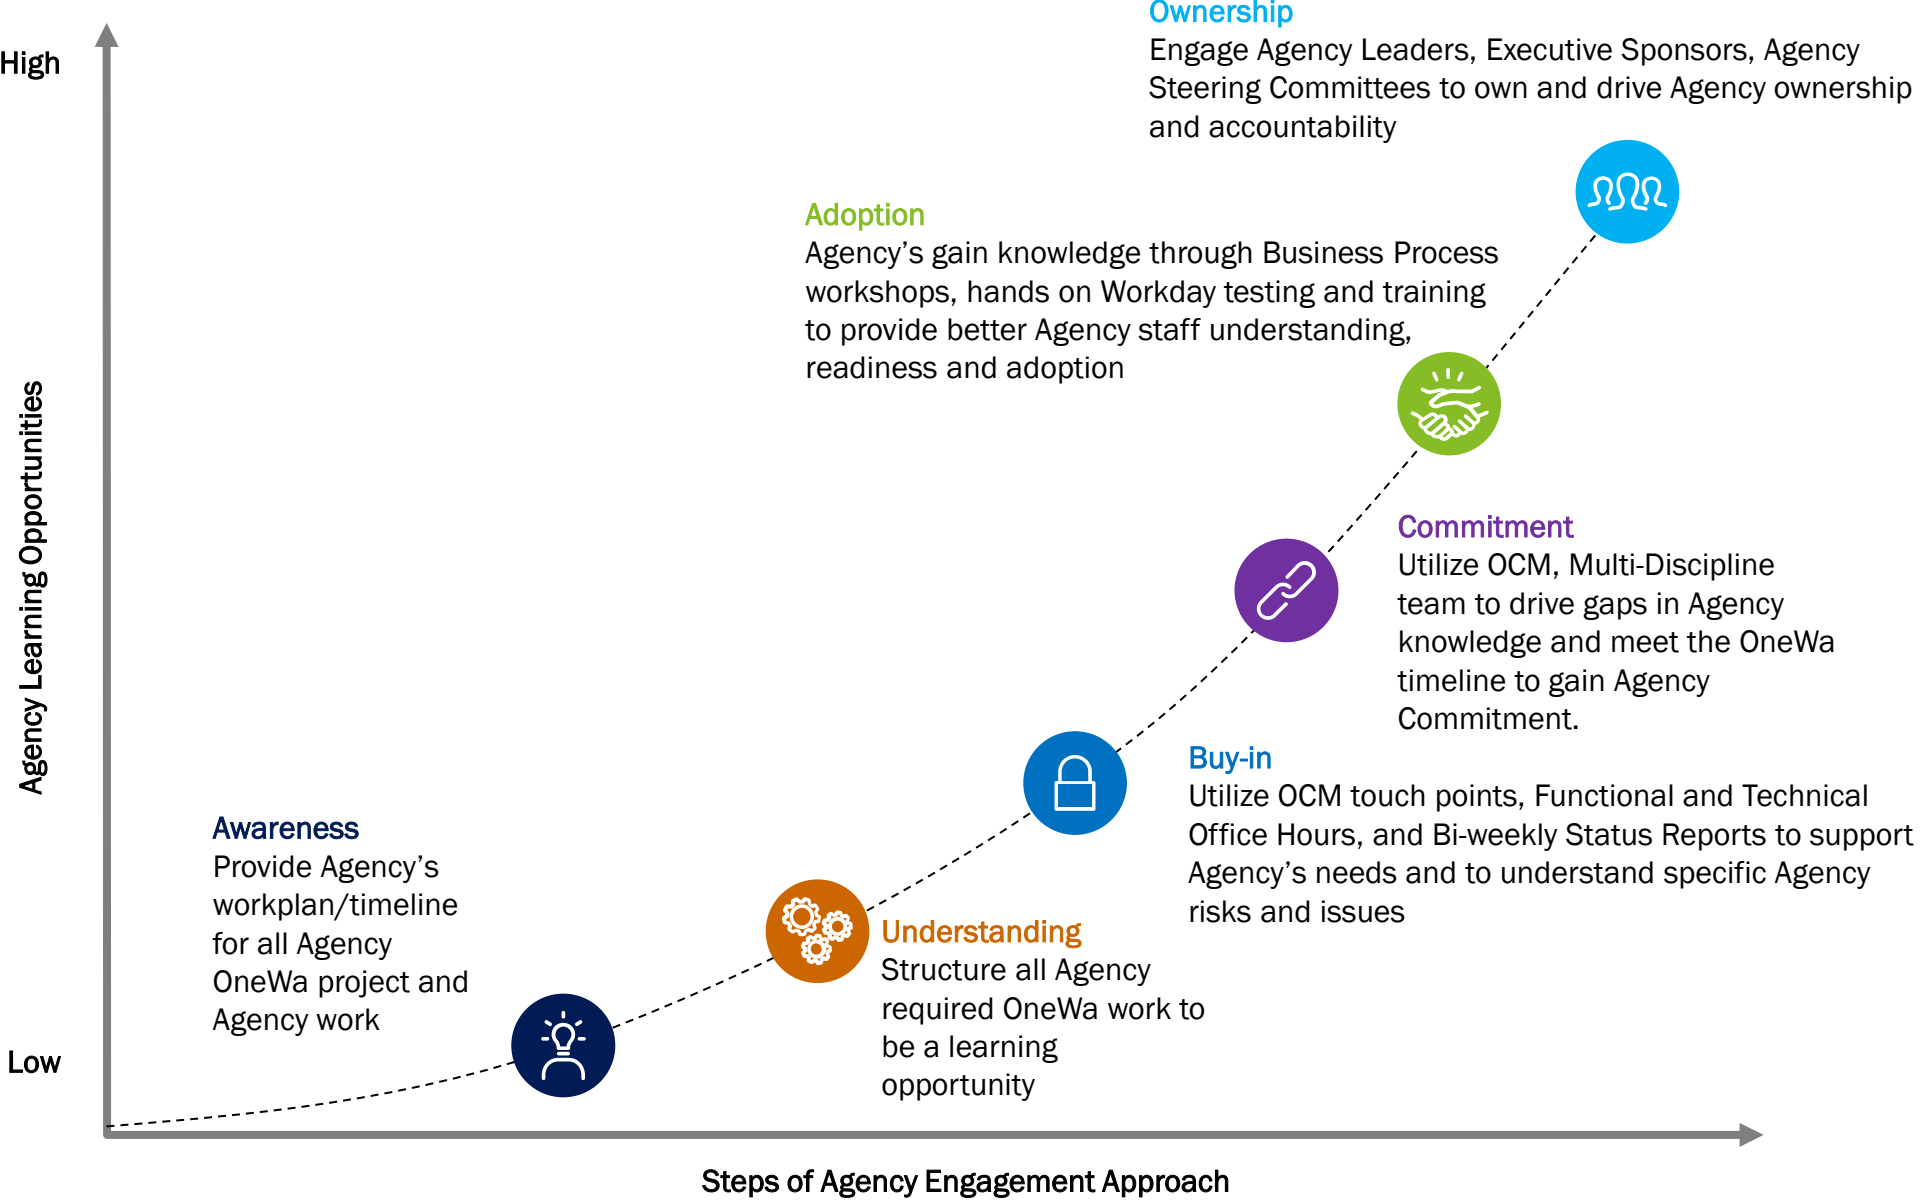 Ownership
Engage Agency Leaders, Executive Sponsors, Agency
Steering Committees to own and drive Agency ownership
and accountability
High
Adoption
Agency’s gain knowledge through Business Process
workshops, hands on Workday testing and training
to provide better Agency staff understanding,
readiness and adoption
Agency Learning Opportunities
Commitment
Utilize OCM, Multi-Discipline
team to drive gaps in Agency
knowledge and meet the OneWa
timeline to gain Agency
Commitment.
Buy-in
Utilize OCM touch points, Functional and Technical
Office Hours, and Bi-weekly Status Reports to support
Agency’s needs and to understand specific Agency
risks and issues
Awareness
Provide Agency’s
workplan/timeline
for all Agency
OneWa project and
Agency work
Understanding
Structure all Agency
required OneWa work to
be a learning
opportunity
Low
Steps of Agency Engagement Approach